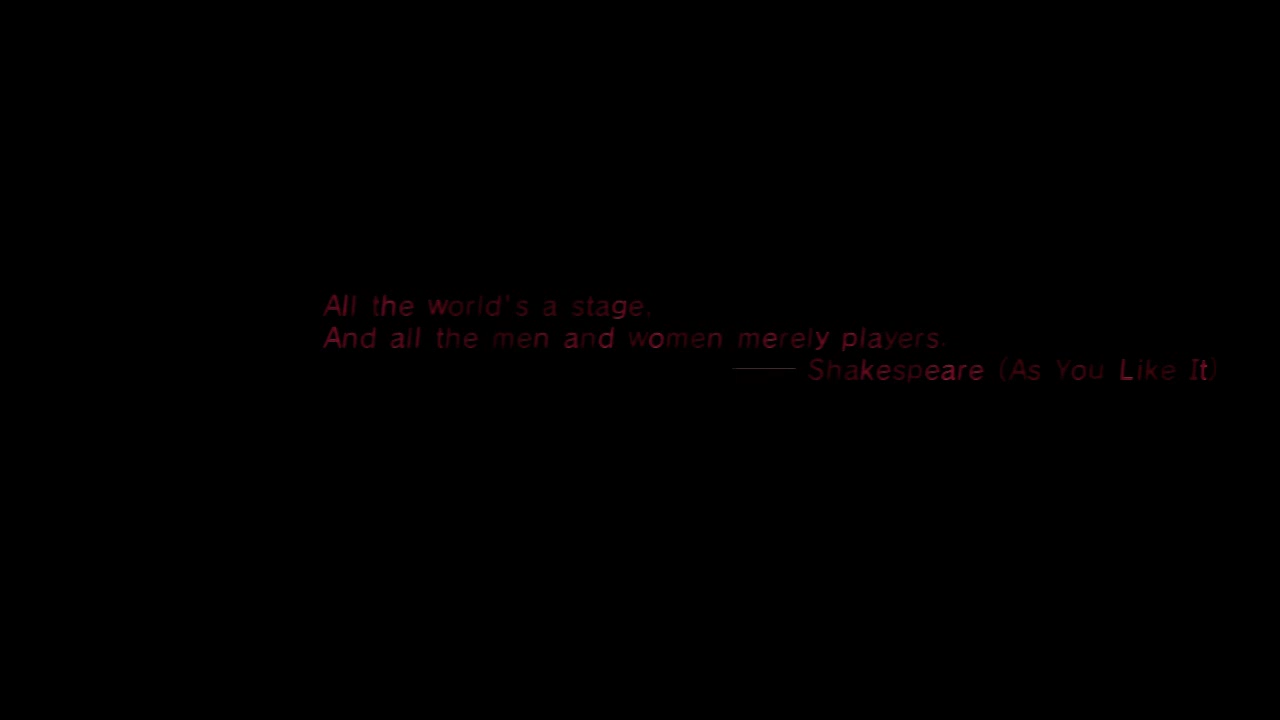 All the world's a stage,
And all the men and women merely players.
—— Shakespeare (As You Like It)